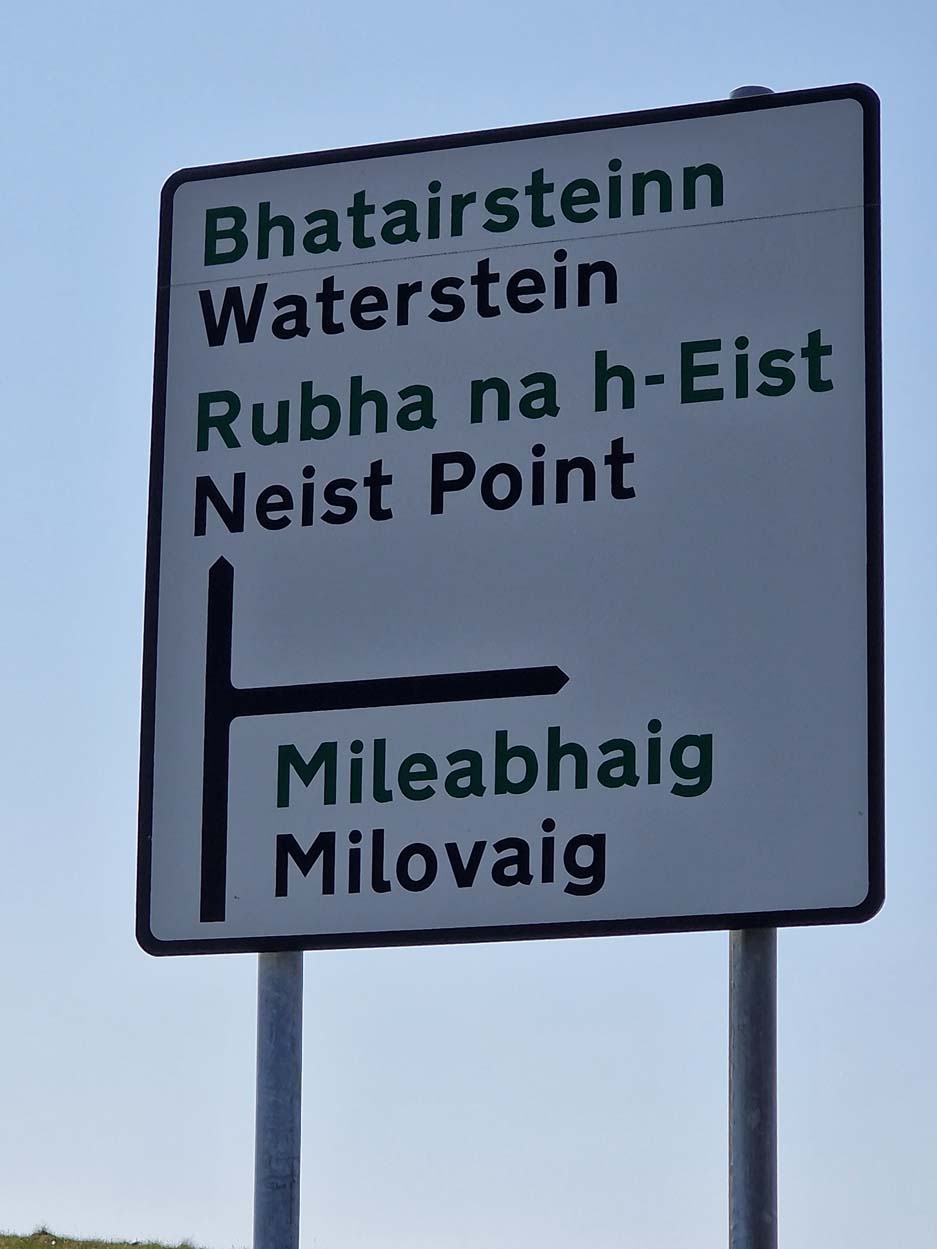 Bhatairsteinn
Waterstein
Rubha na h-Eist
Neist Point
Mileabhaig
Milovaig